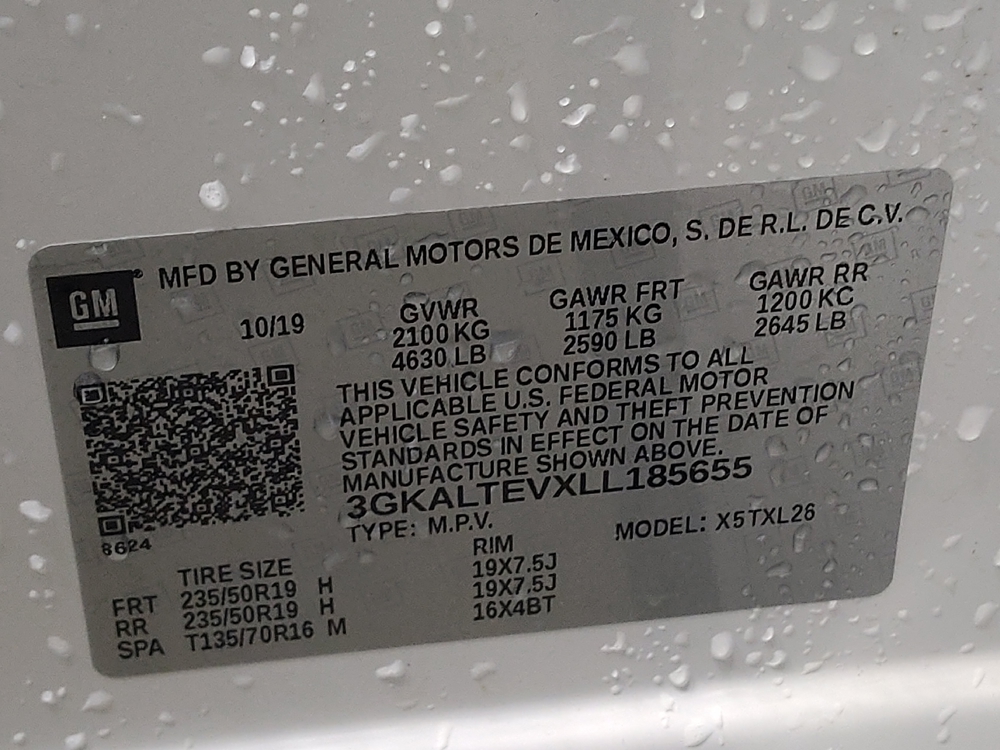 MFD BY GENERAL MOTORS DE MEXICO, S. DE R.L. DE C.V.
GM
10/19
GVWR
2100 KG
4630 LB
GAWR FRT
1175 KG
2590 LB
GAWR RR
1200 KC
2645 LB
THIS VEHICLE CONFORMS TO ALL
APPLICABLE U.S. FEDERAL MOTOR
VEHICLE SAFETY AND THEFT PREVENTION
STANDARDS IN EFFECT ON THE DATE OF
MANUFACTURE SHOWN ABOVE.
3GKALTEVXLL185655
TYPE: M.P.V.
MODEL: X5TXL26
8624
TIRE SIZE RIM
FRT 235/50R19 H 19X7.5J
RR 235/50R19 H 19X7.5J
SPA T135/70R16 M 16X4BT